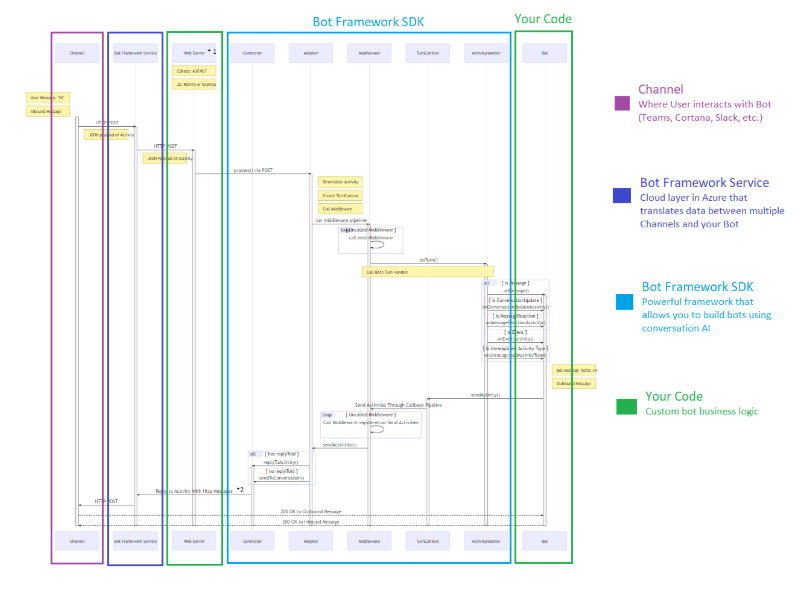 Bot Framework SDK
Your Code
Channel
Bot Framework Service
Web Server
*1
Connector
Adapter
Middleware
TurnContext
ActivityHandler
Bot
C#/dotnet: ASP.NET
JS: Restify or Express
User Message: "Hi"
Inbound Message
HTTP POST
JSON payload of Activity
HTTP POST
JSON Payload of Activity
process() via POST
Deserialize Activity
Create TurnContext
Call Middleware
run middleware pipeline
loop
[Uncalled Middleware ]
call next Middleware
onTurn()
Call Bot's Turn Handler
alt
[ is Message ]
onMessage()
[ is ConversationUpdate ]
onConversationUpdateActivity()
[ is MessageReaction ]
onMessageReactionActivity()
[ is Event ]
onEventActivity()
[ is Unrecognized Activity Type ]
onUnrecognizedActivityType()
Bot Message: "Echo: Hi"
Outbound Message
sendActivity()
Send Activities Through Callback Pipeline
loop
[ Uncalled Middleware ]
Call Middleware registered on Send Activities
sendActivities()
alt
[ has replyToId ]
replyToActivity()
[ no replyToId ]
sendToConversation()
Reply to Activity With Http Messages
*2
HTTP POST
200 OK to Outbound Message
200 OK to Inbound Message
Channel
Bot Framework Service
Web Server
Connector
Adapter
Middleware
TurnContext
ActivityHandler
Bot
Channel
Where User interacts with Bot
(Teams, Cortana, Slack, etc.)
Bot Framework Service
Cloud layer in Azure that
translates data between multiple
Channels and your Bot
Bot Framework SDK
Powerful framework that
allows you to build bots using
conversation AI
Your Code
Custom bot business logic